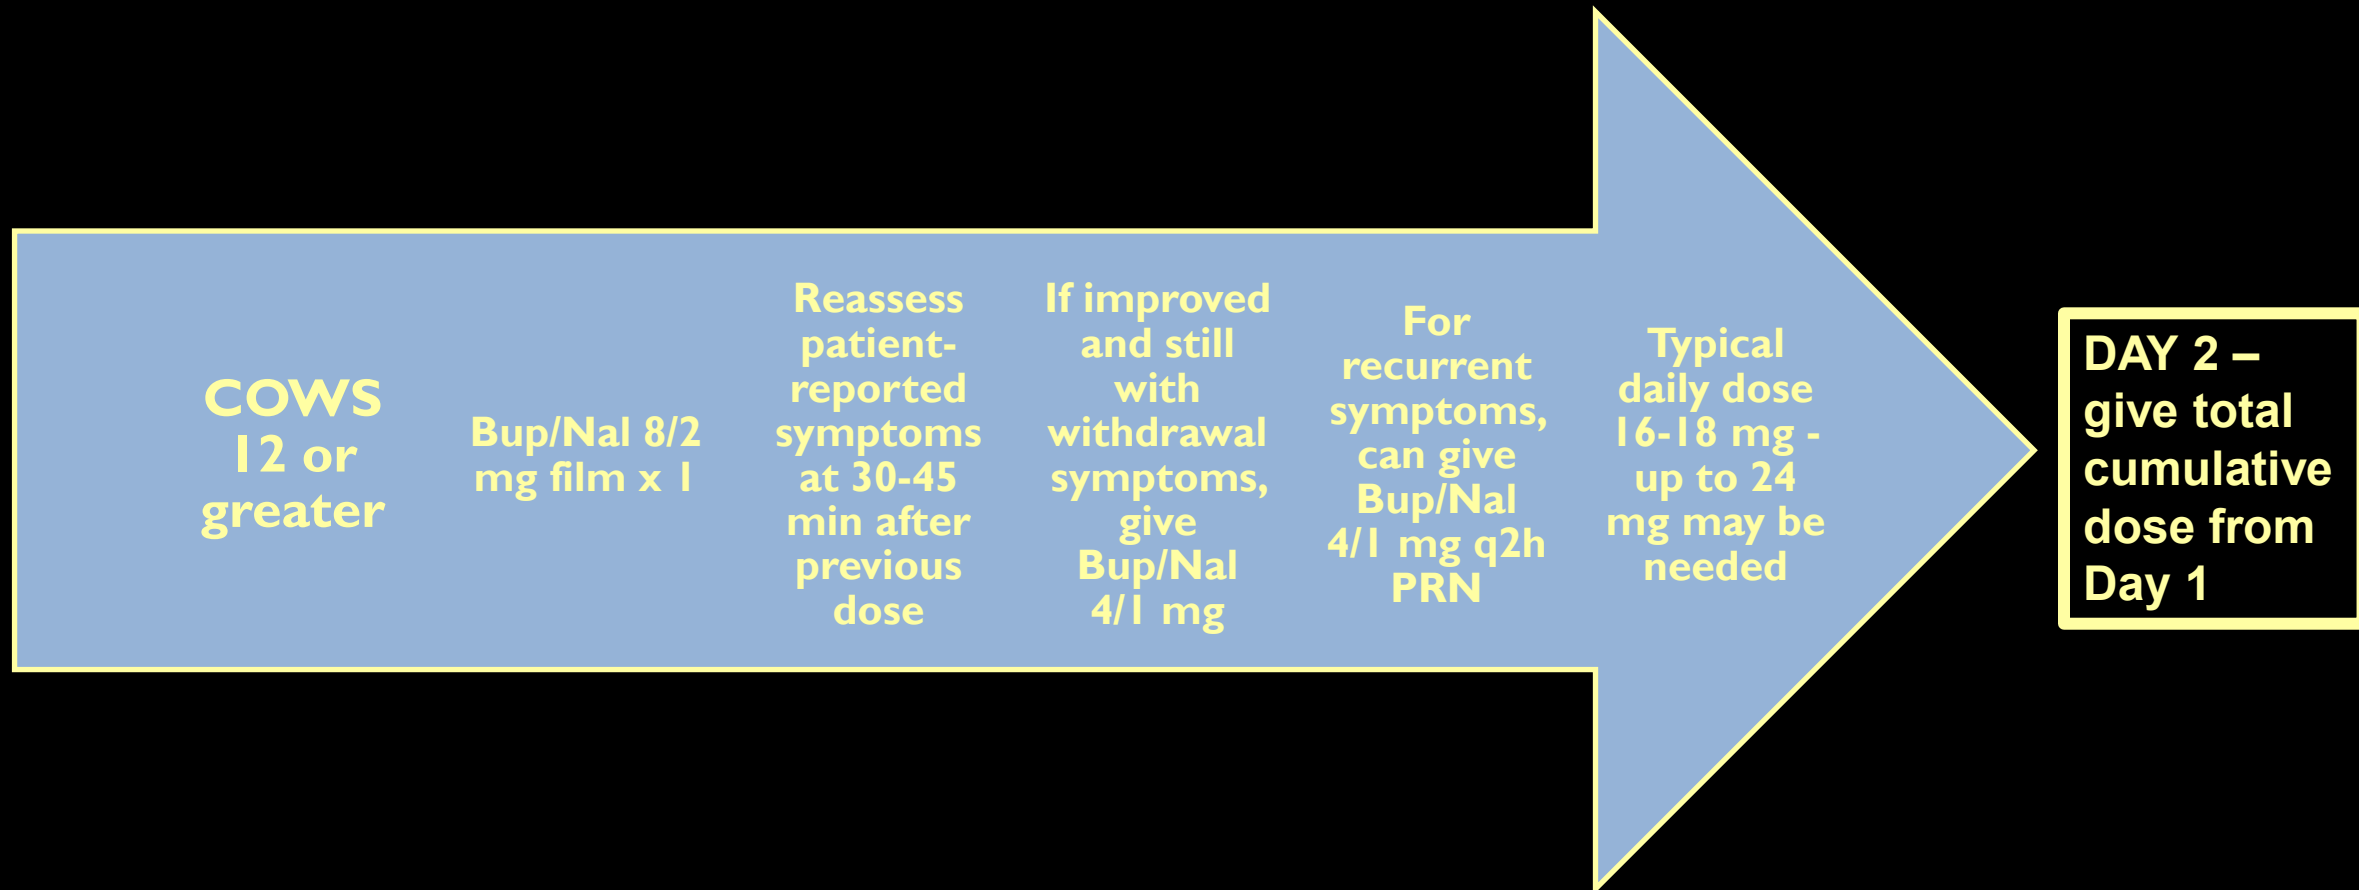 COWS
12 or
greater
Bup/Nal 8/2
mg film x 1
Reassess
patient-
reported
symptoms
at 30-45
min after
previous
dose
If improved
and still
with
withdrawal
symptoms,
give
Bup/Nal
4/1 mg
For
recurrent
symptoms,
can give
Bup/Nal
4/1 mg q2h
PRN
Typical
daily dose
16-18 mg -
up to 24
mg may be
needed
DAY 2 –
give total
cumulative
dose from
Day 1